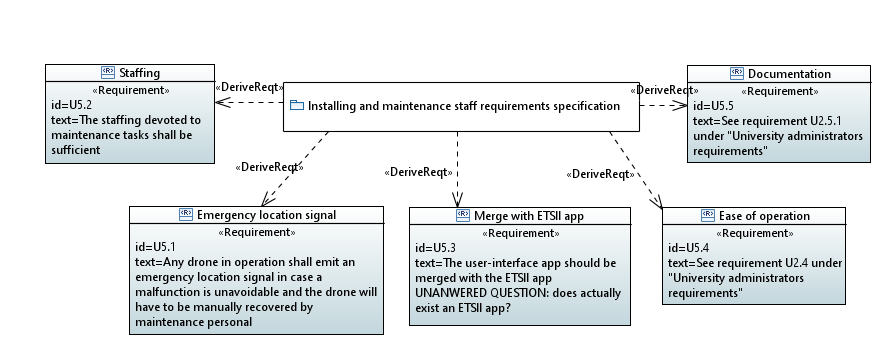 Staffing
«Requirement»
id=U5.2
text=The staffing devoted to
maintenance tasks shall be
sufficient
«DeriveReqt»
Installing and maintenance staff requirements specification
«DeriveReqt»
Documentation
«Requirement»
id=U5.5
text=See requirement U2.5.1
under "University administrators
requirements"
«DeriveReqt»
«DeriveReqt»
«DeriveReqt»
Emergency location signal
«Requirement»
id=U5.1
text=Any drone in operation shall emit an
emergency location signal in case a
malfunction is unavoidable and the drone will
have to be manually recovered by
maintenance personal
Merge with ETSII app
«Requirement»
id=U5.3
text=The user-interface app should be
merged with the ETSII app
UNANWERED QUESTION: does actually
exist an ETSII app?
Ease of operation
«Requirement»
id=U5.4
text=See requirement U2.4 under
"University administrators
requirements"